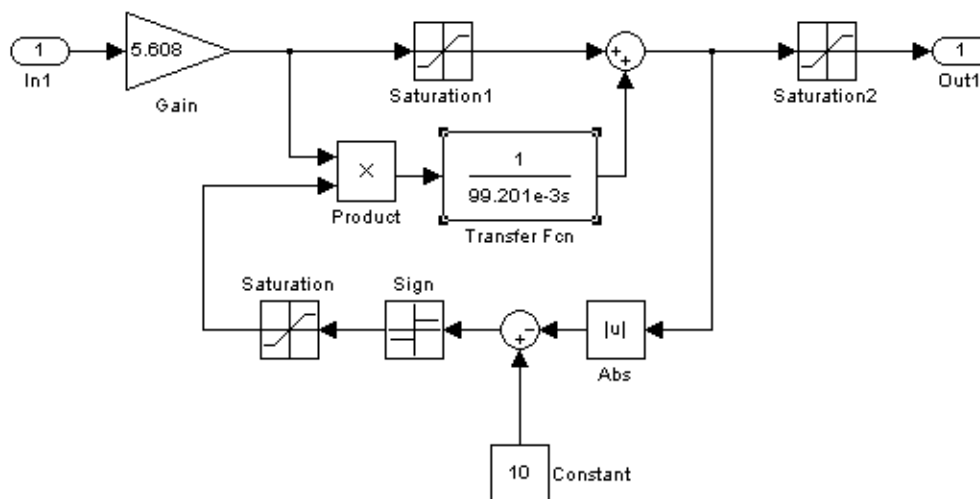 1
In1
5.608
Gain
Saturation1
+
+
Saturation2
1
Out1
×
Product
1
99.201e-3s
Transfer Fcn
Saturation
Sign
−
+
|u|
Abs
10
Constant